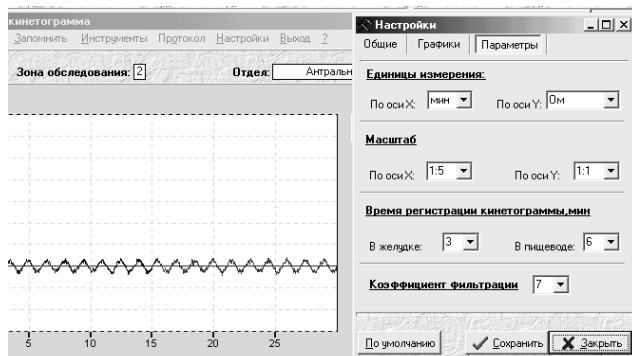 кинетограмма
Запомнить Инструменты Протокол Настройки Выход ?
Зона обследования: 2 Отдел: Антральн
5 10 15 20 25
Настройки
Общие Графики Параметры
Единицы измерения:
По оси X: мин По оси Y: Ом
Масштаб
По оси X: 1:5 По оси Y: 1:1
Время регистрации кинетограммы,мин
В желудке: 3 В пищеводе: 6
Коэффициент фильтрации 7
По умолчанию Сохранить Закрыть